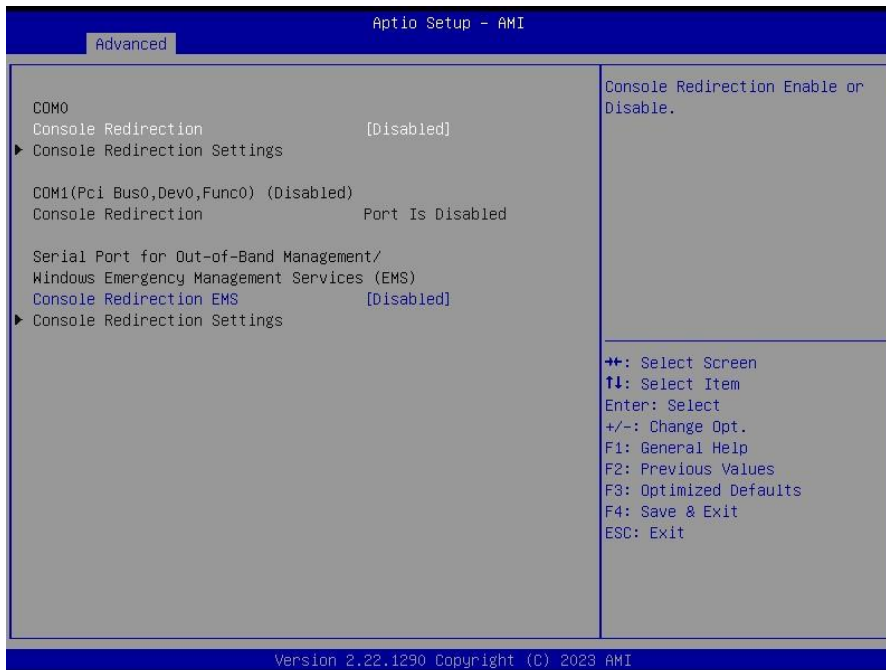 Aptio Setup - AMI
Advanced
COM0
Console Redirection [Disabled]
Console Redirection Settings
COM1(Pci Bus0,Dev0,Func0) (Disabled)
Console Redirection Port Is Disabled
Serial Port for Out-of-Band Management/
Windows Emergency Management Services (EMS)
Console Redirection EMS [Disabled]
Console Redirection Settings
Console Redirection Enable or
Disable.
→←: Select Screen
↑↓: Select Item
Enter: Select
+/-: Change Opt.
F1: General Help
F2: Previous Values
F3: Optimized Defaults
F4: Save & Exit
ESC: Exit
Version 2.22.1290 Copyright (C) 2023 AMI